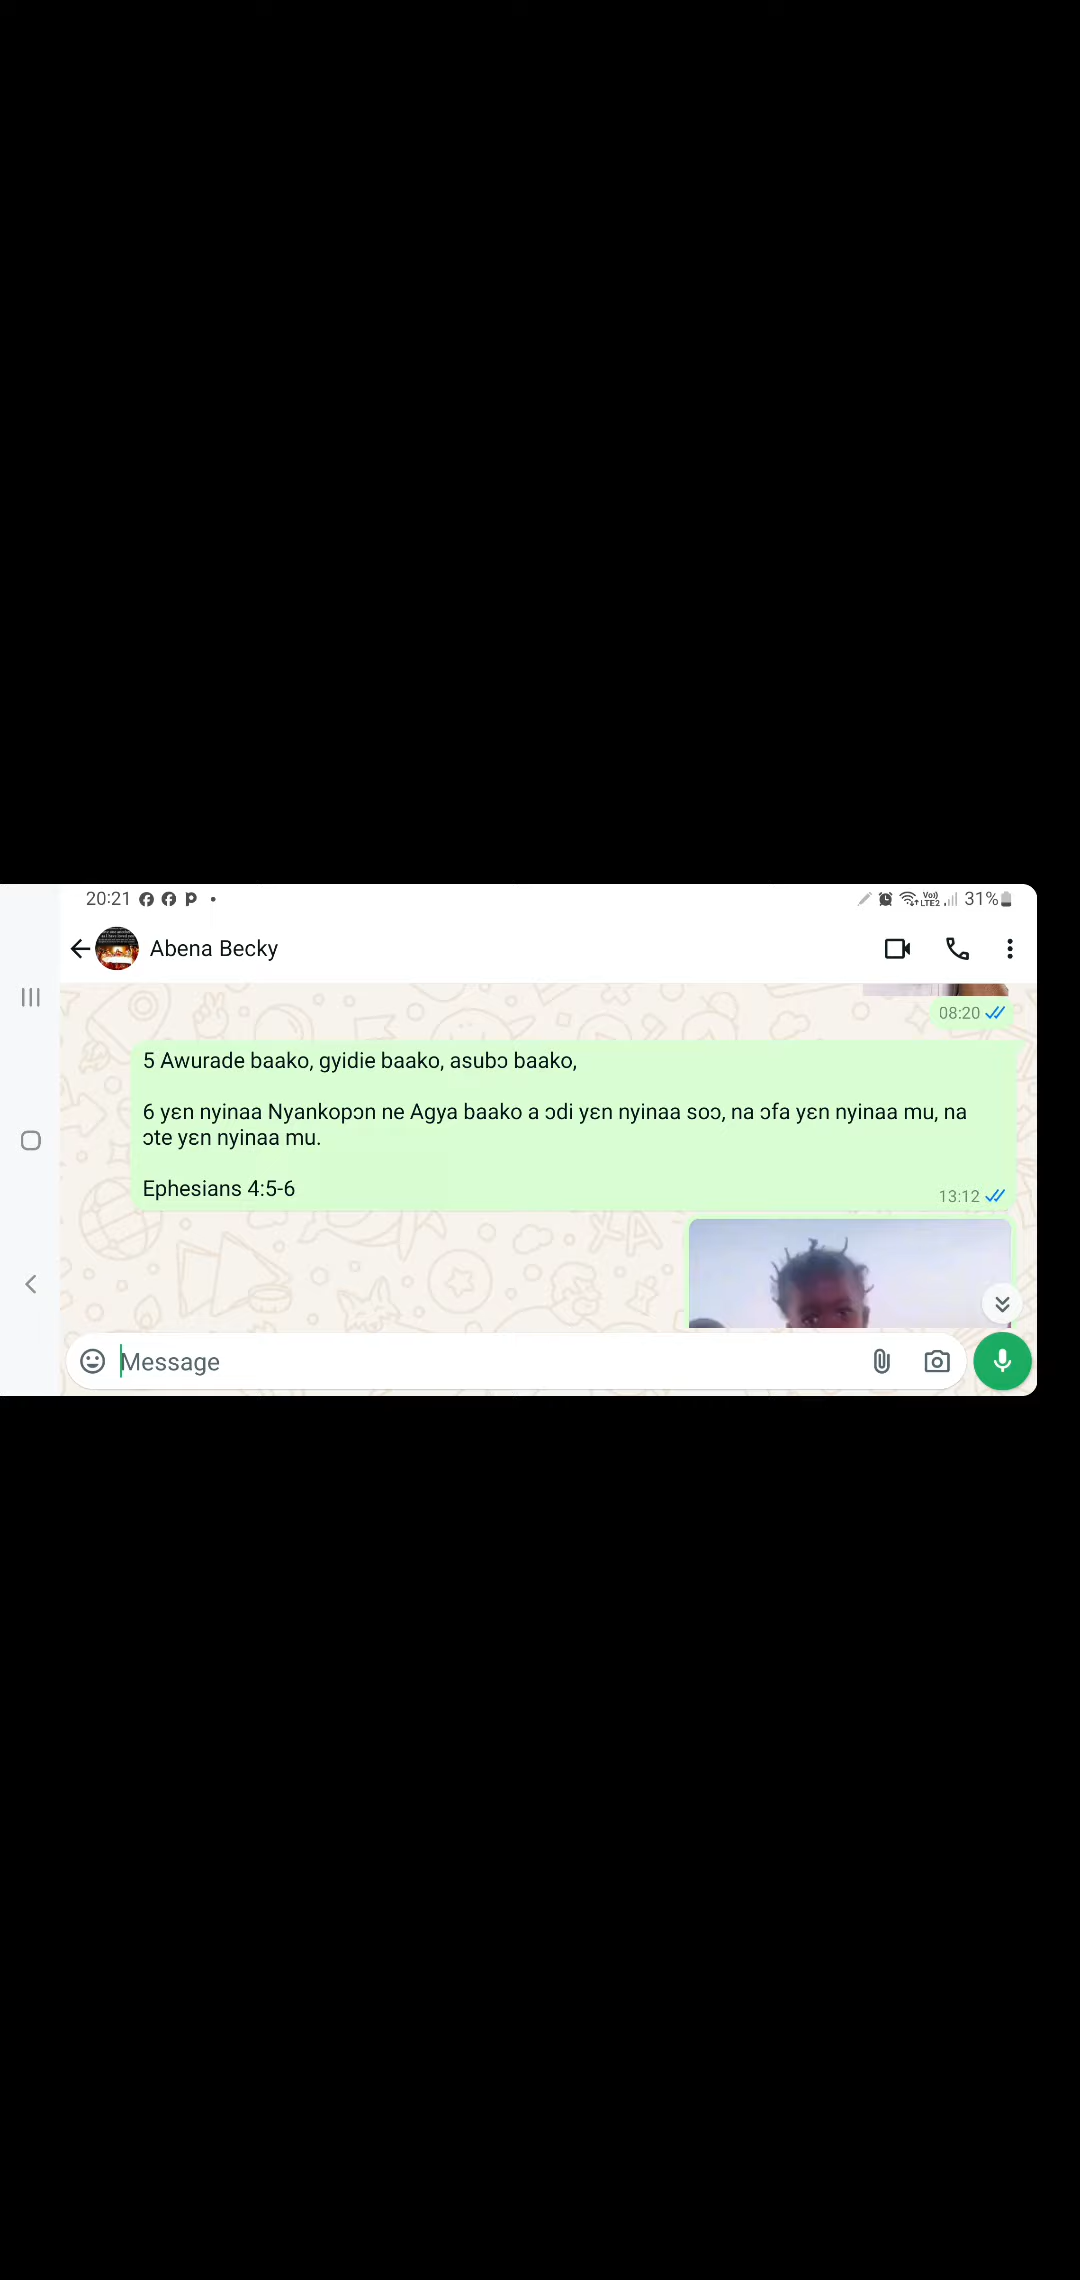 20:21
Vo)) LTE2 31%
Abena Becky
08:20
5 Awurade baako, gyidie baako, asubɔ baako,
6 yɛn nyinaa Nyankopɔn ne Agya baako a ɔdi yɛn nyinaa soɔ, na ɔfa yɛn nyinaa mu, na
ɔte yɛn nyinaa mu.
Ephesians 4:5-6
13:12
Message